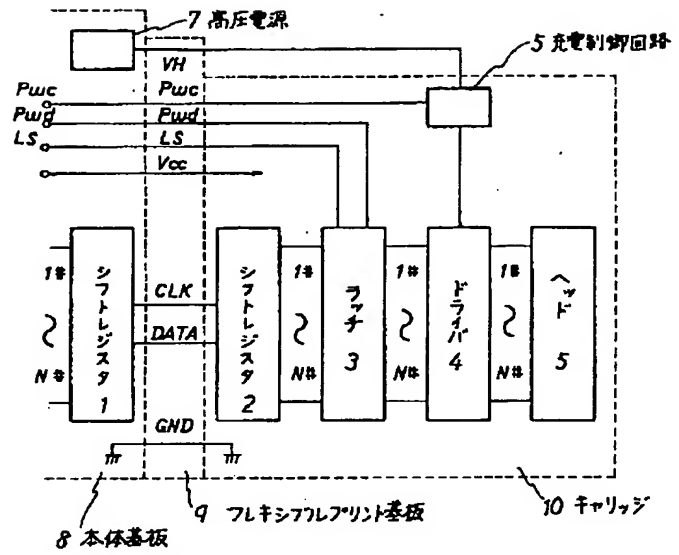 7 高圧電源
VH
5 充電制御回路
Pwc
Pwc
Pwd
Pwd
LS
LS
Vcc
1#
N#
シフトレジスタ 1
CLK
DATA
GND
シフトレジスタ 2
1#
N#
ラッチ 3
1#
N#
ドライバ 4
1#
N#
ヘッド 5
8 本体基板
9 フレキシブルプリント基板
10 キャリッジ